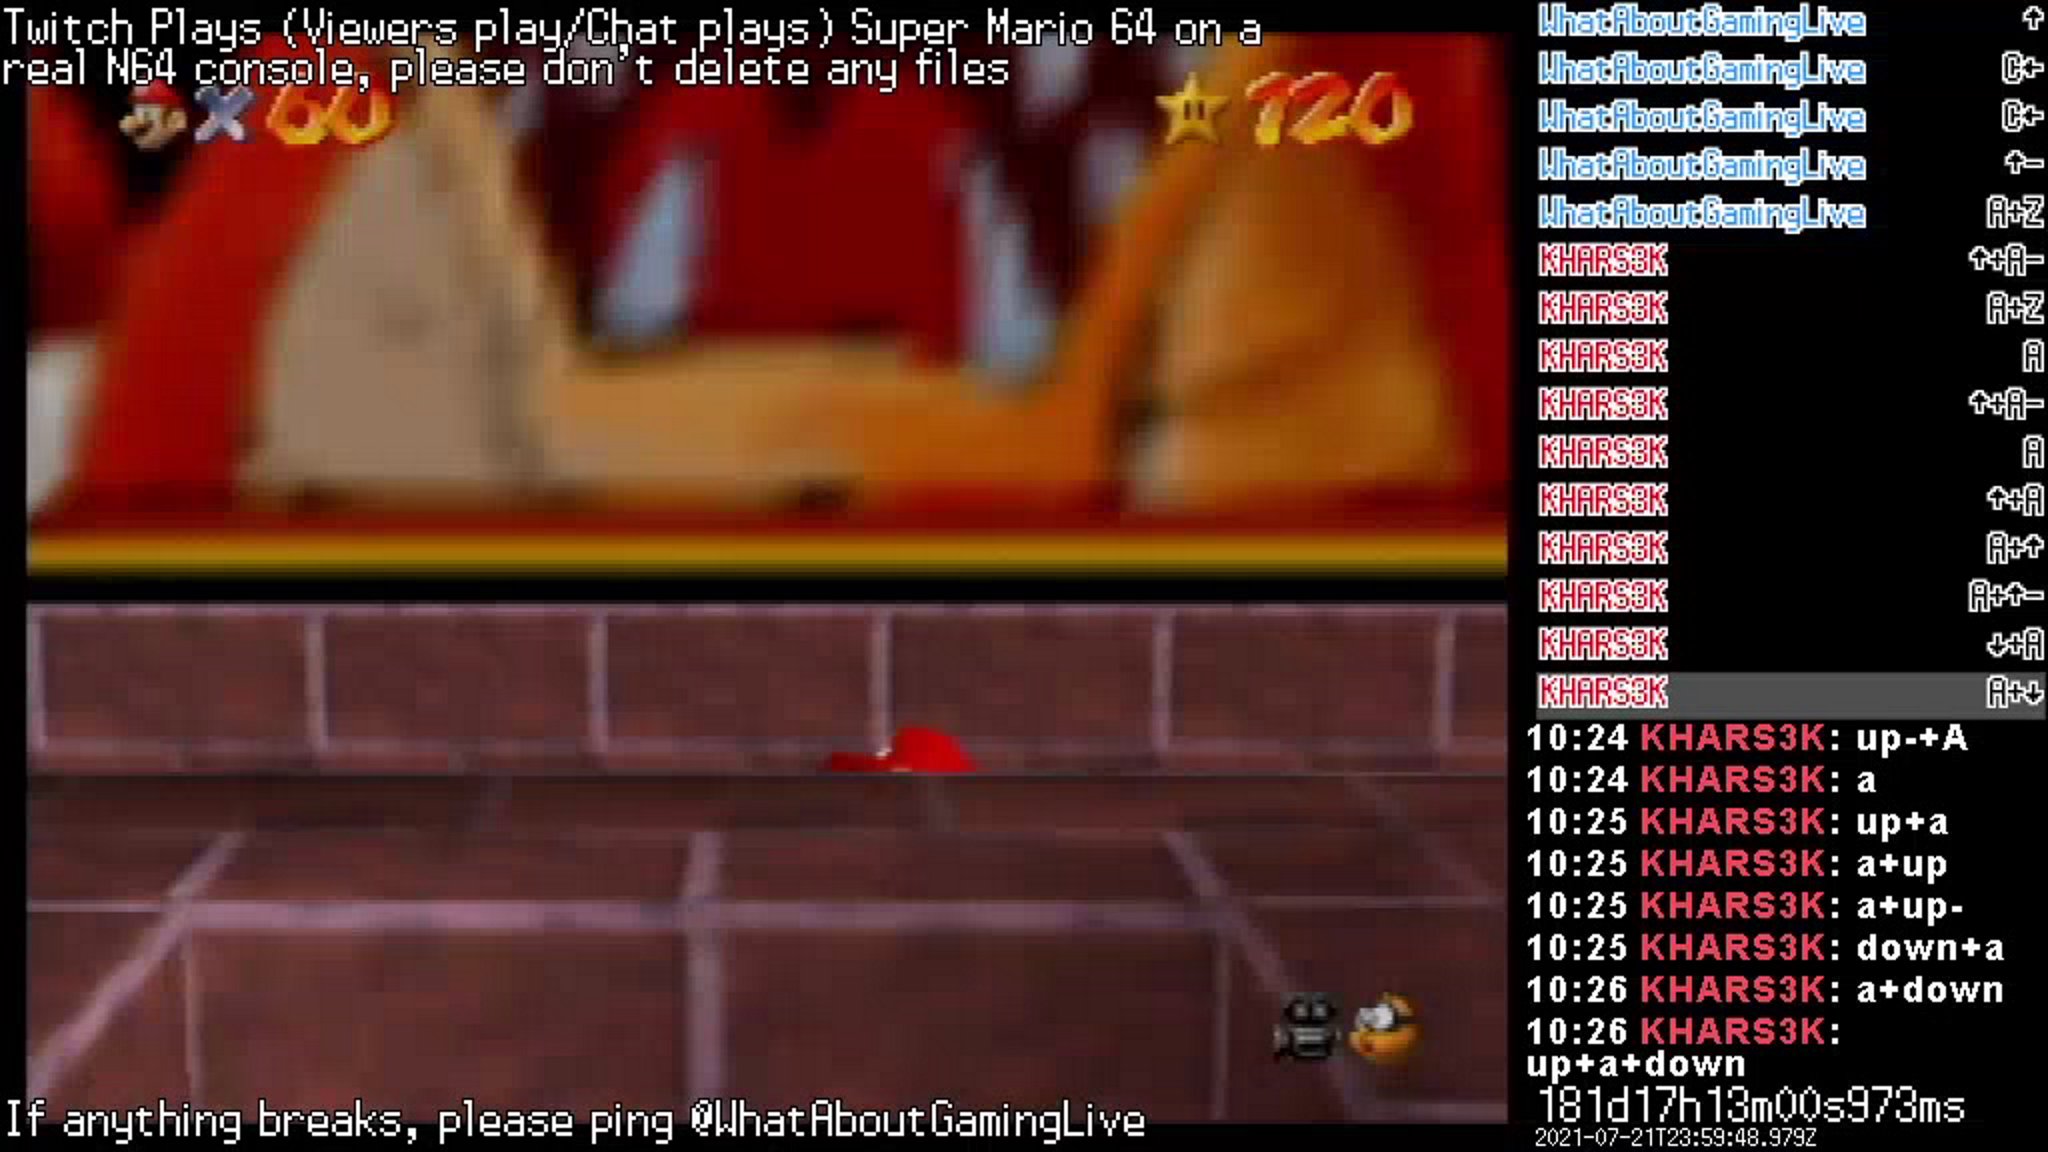 Twitch Plays (Viewers play/Chat plays) Super Mario 64 on a
real N64 console, please don't delete any files
x 60
120
WhatAboutGamingLive ↑
WhatAboutGamingLive C+
WhatAboutGamingLive C+
WhatAboutGamingLive ↑-
WhatAboutGamingLive A+Z
KHARS3K ↑+A-
KHARS3K A+Z
KHARS3K A
KHARS3K ↑+A-
KHARS3K A
KHARS3K ↑+A
KHARS3K A+↑
KHARS3K A+↑-
KHARS3K ↓+A
KHARS3K A+↓
10:24 KHARS3K: up-+A
10:24 KHARS3K: a
10:25 KHARS3K: up+a
10:25 KHARS3K: a+up
10:25 KHARS3K: a+up-
10:25 KHARS3K: down+a
10:26 KHARS3K: a+down
10:26 KHARS3K:
up+a+down
181d17h13m00s973ms
2021-07-21T23:59:48.979Z
If anything breaks, please ping @WhatAboutGamingLive